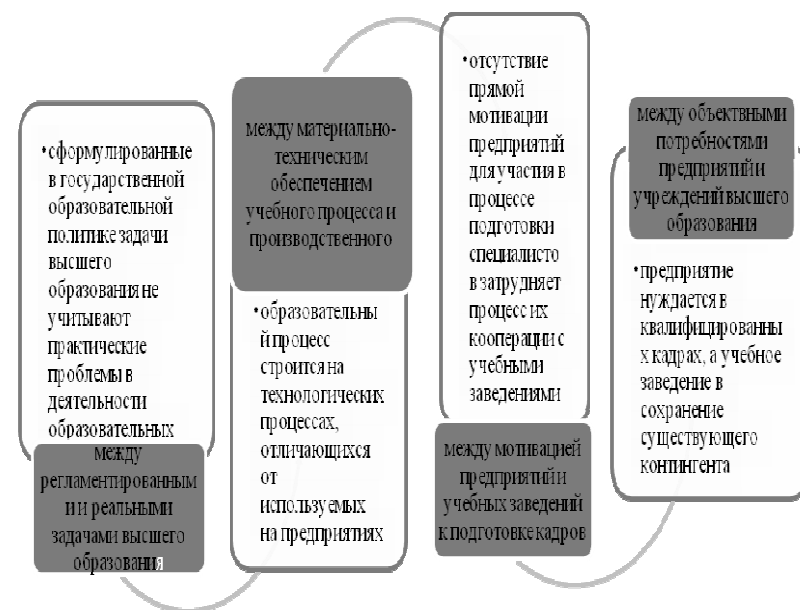 •сформулированные
в государственной
образовательной
политике задачи
высшего
образования не
учитывают
практические
проблемы в
деятельности
образовательных
между
регламентированным
и и реальными
задачами высшего
образования
между материально-
техническим
обеспечением
учебного процесса и
производственного
•образовательны
й процесс
строится на
технологических
процессах,
отличающихся
от
используемых
на предприятиях
•отсутствие
прямой
мотивации
предприятий
для участия в
процессе
подготовки
специалисто
в затрудняет
процесс их
кооперации с
учебными
заведениями
между мотивацией
предприятий и
учебных заведений
к подготовке кадров
между объектвными
потребностями
предприятий и
учреждений высшего
образования
•предприятие
нуждается в
квалифицированны
х кадрах, а учебное
заведение в
сохранение
существующего
контингента